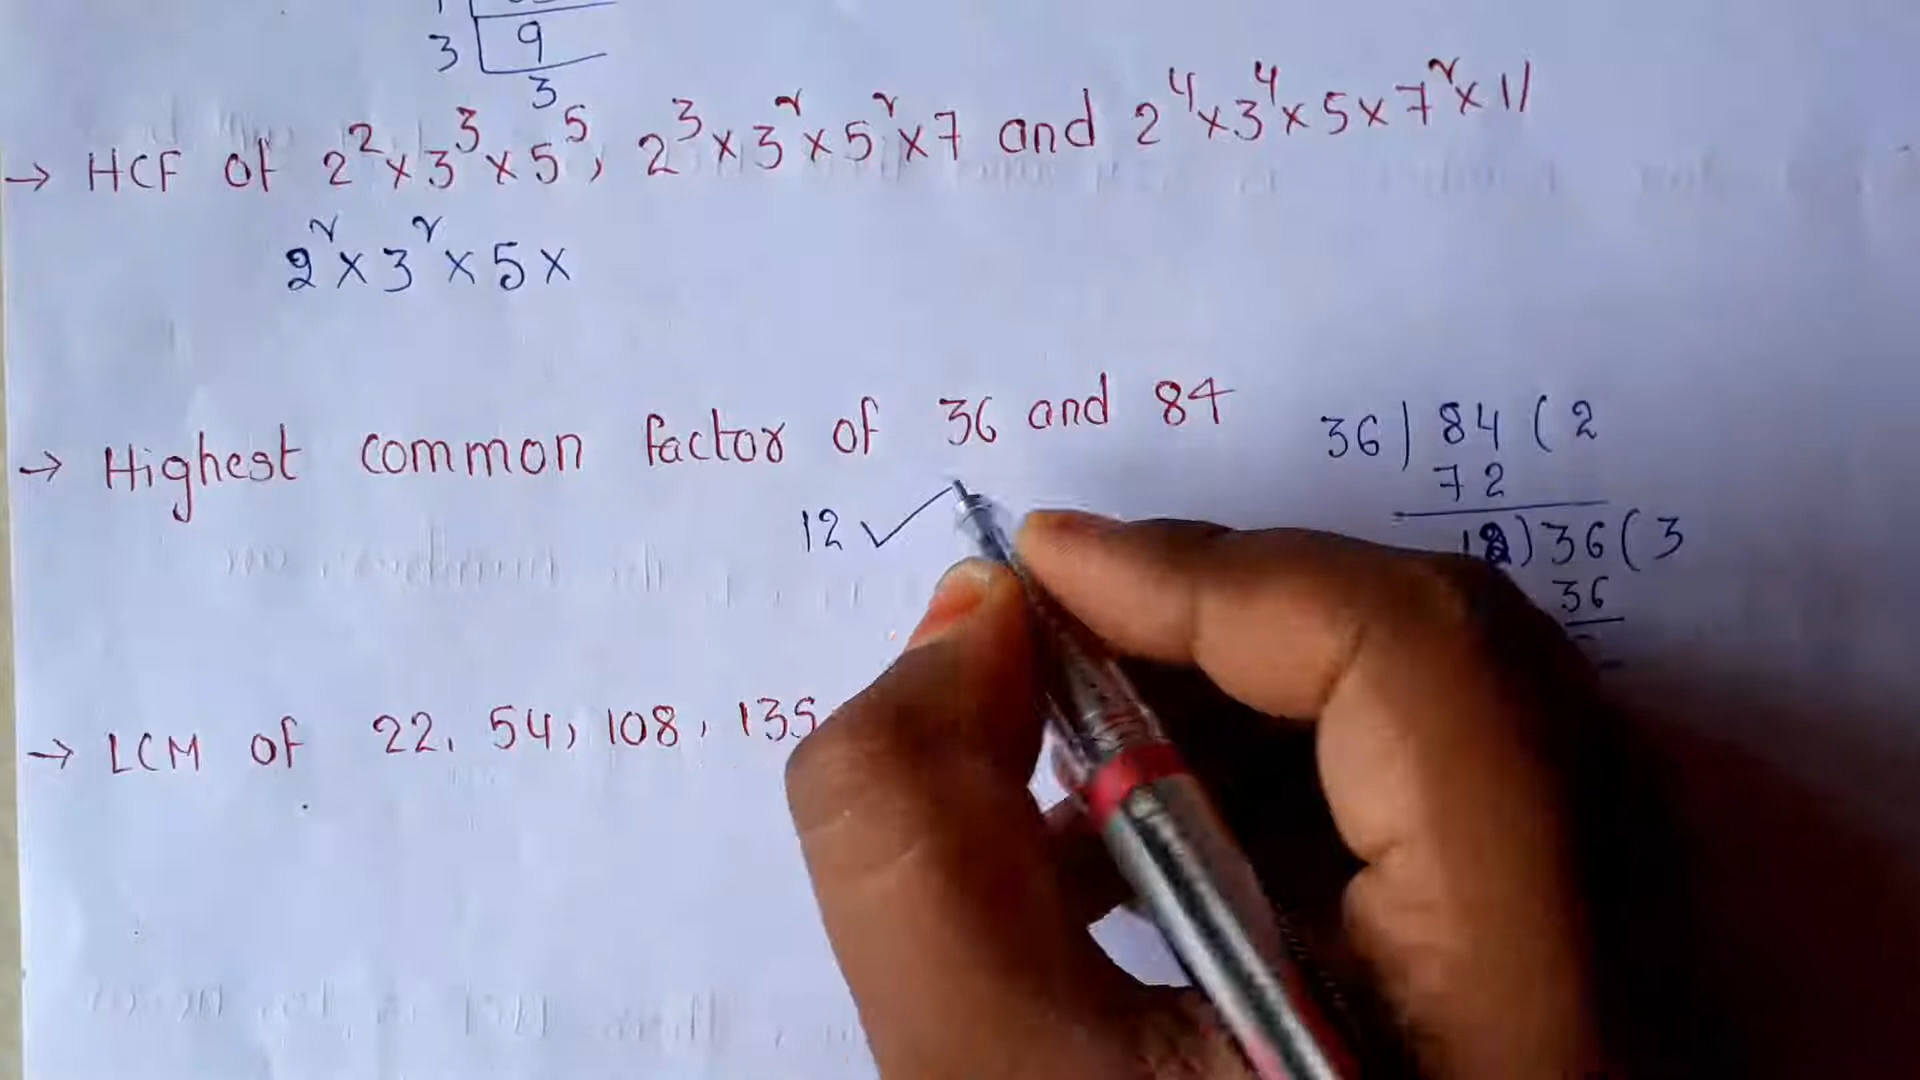 3 9
3
→ HCF of 2² × 3³ × 5⁵, 2³ × 3² × 5² × 7 and 2⁴ × 3⁴ × 5 × 7² × 11
2² × 3² × 5 ×
→ Highest common factor of 36 and 84
36 ) 84 ( 2
72
12 ) 36 ( 3
36
12 ✓
→ LCM of 22, 54, 108, 135